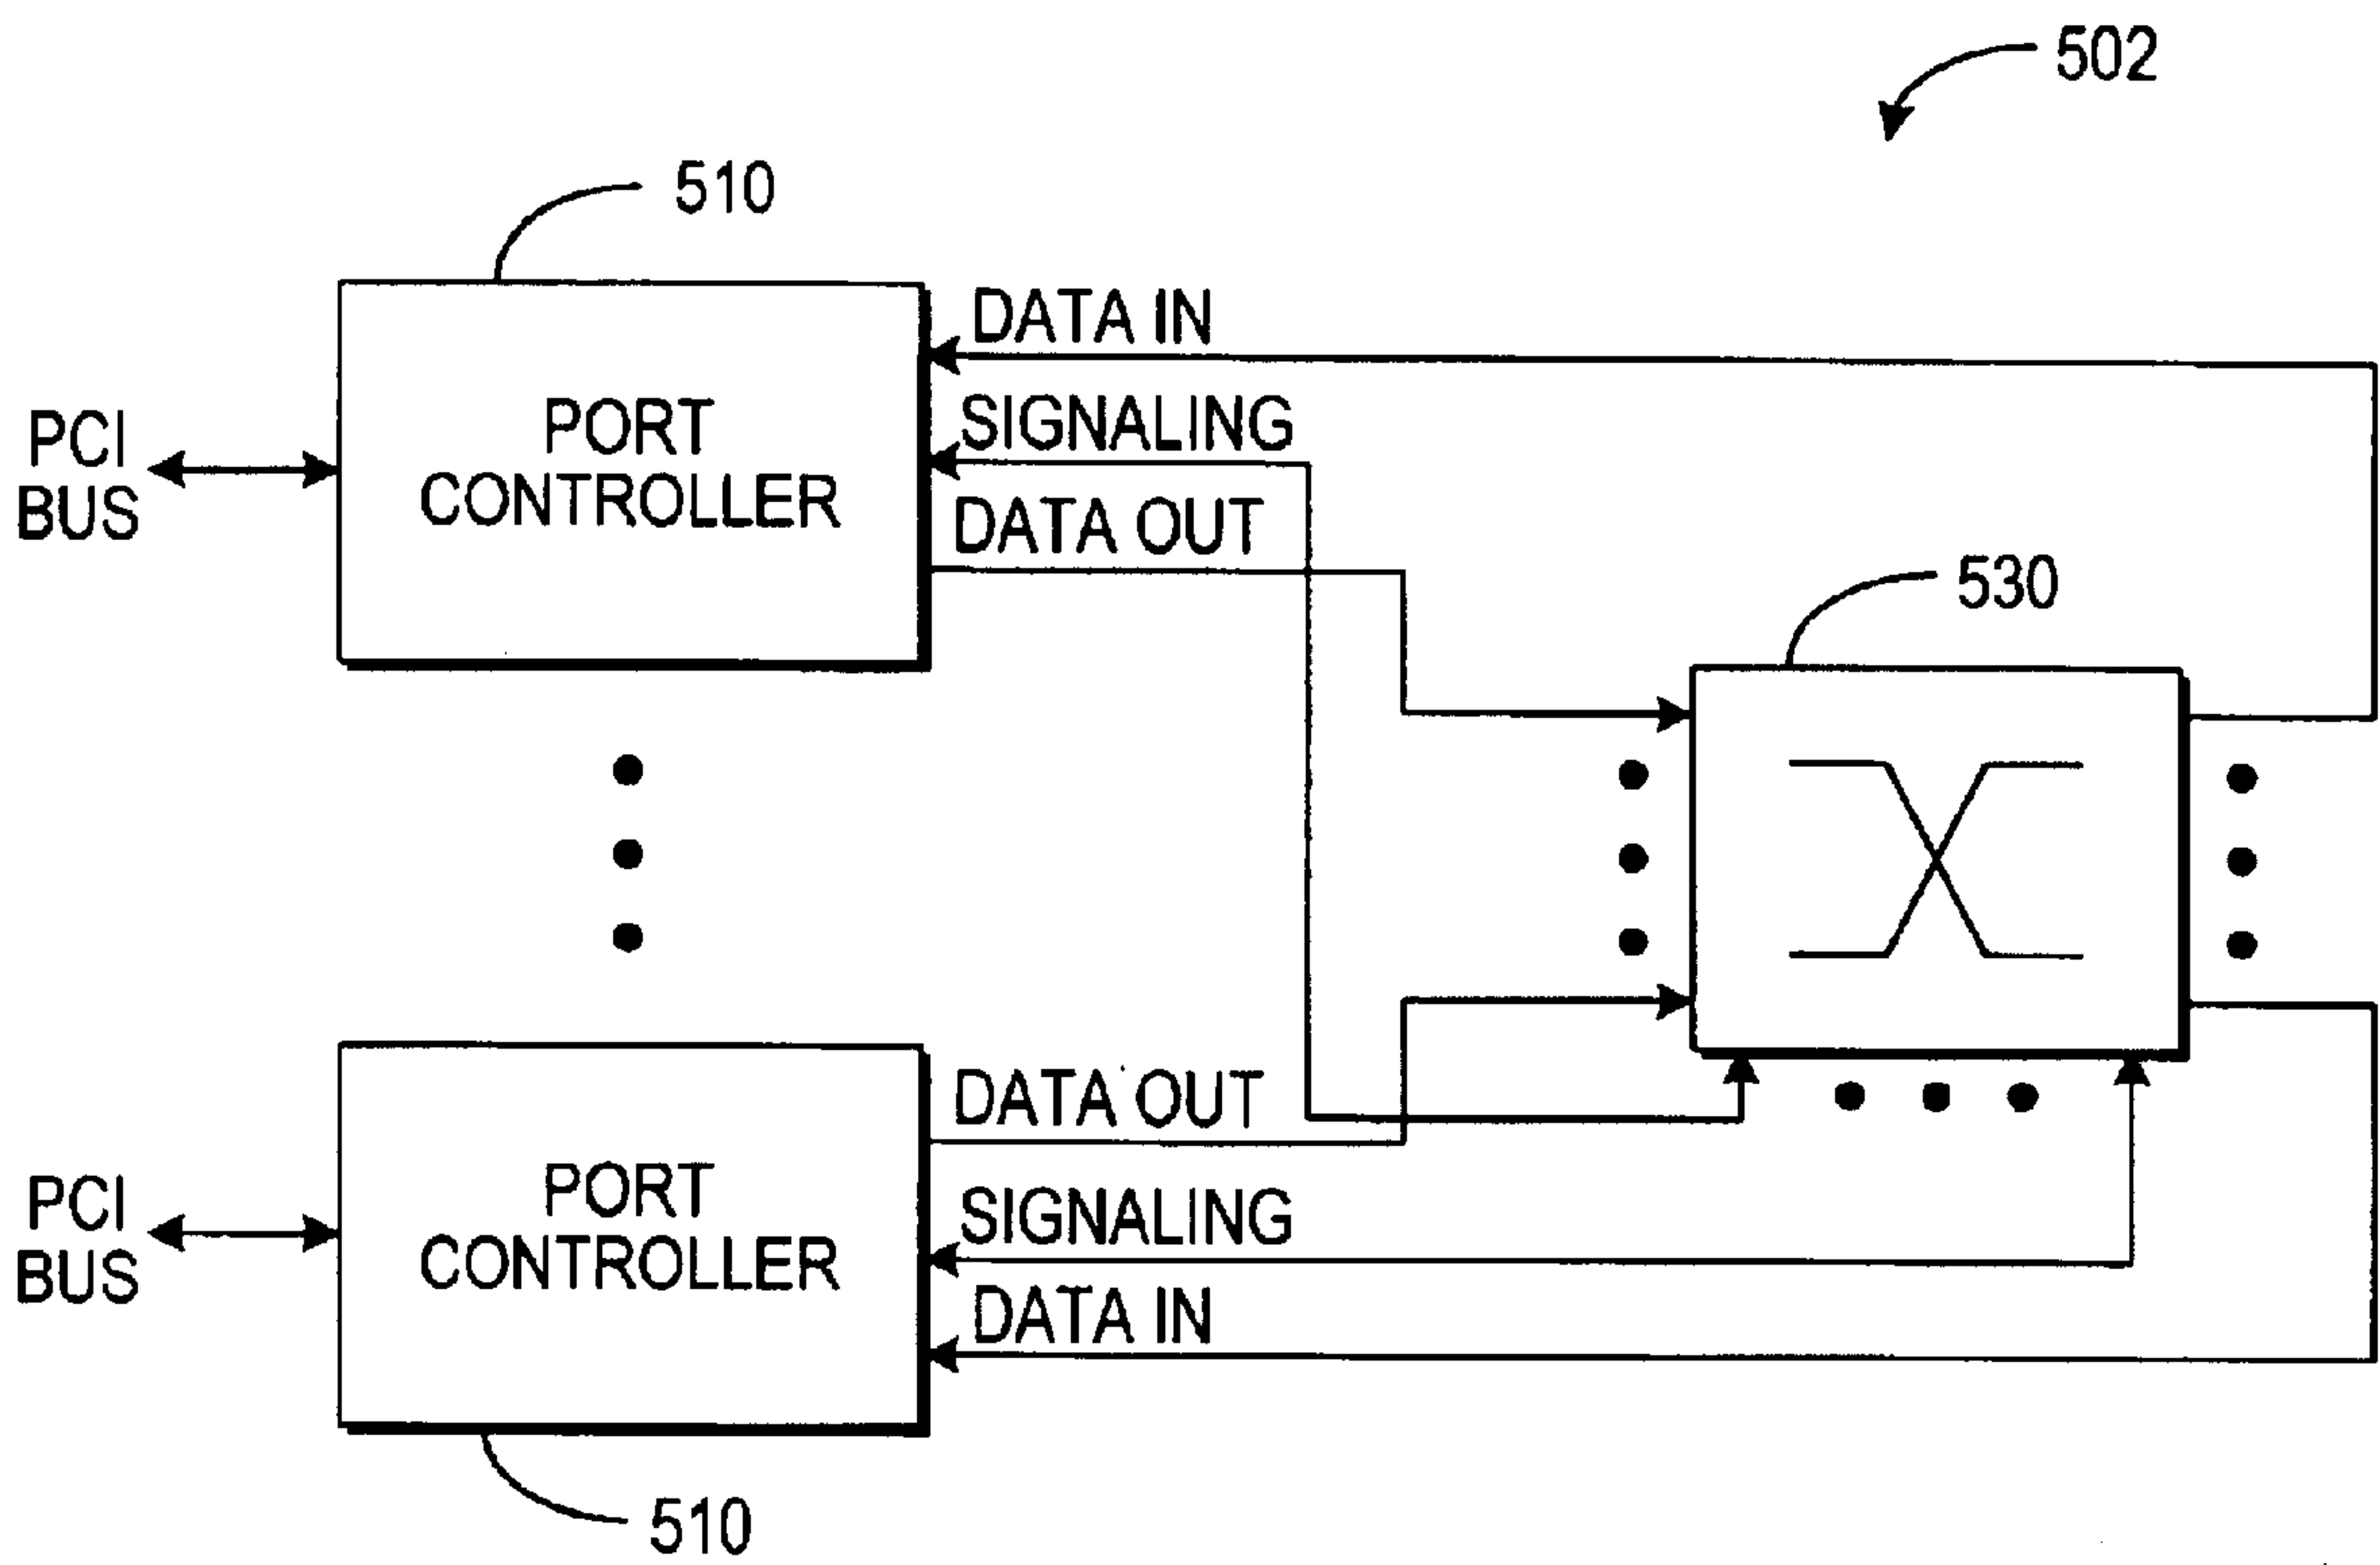 502
510
DATA IN
PCI
BUS
PORT
CONTROLLER
SIGNALING
DATA OUT
530
DATA OUT
PCI
BUS
PORT
CONTROLLER
SIGNALING
DATA IN
510